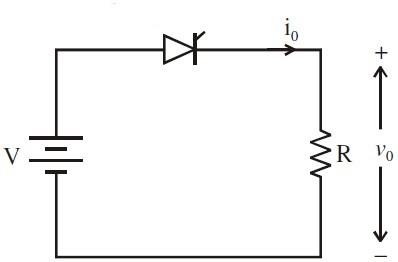 i₀
+
V
R
v₀
–